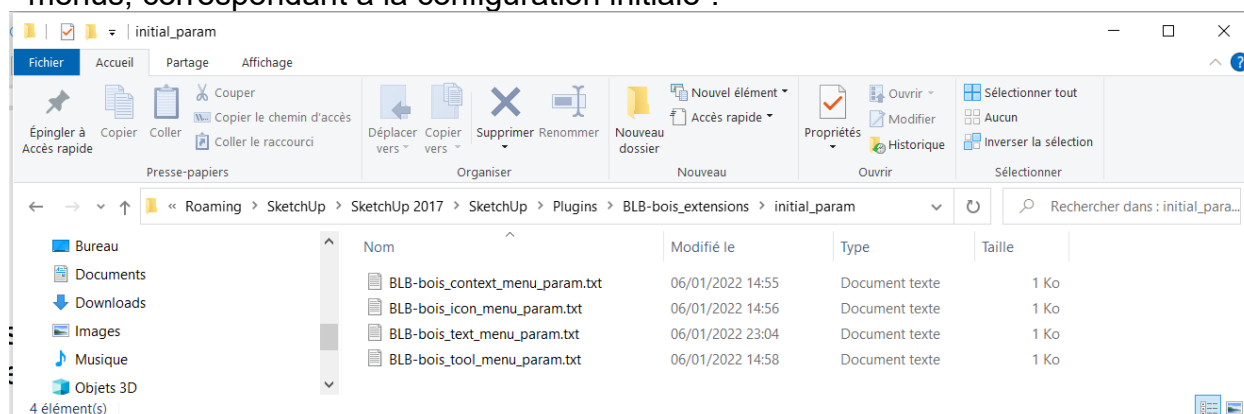 menus, correspondant à la configuration initiale :
initial_param
Fichier Accueil Partage Affichage
Épingler à Accès rapide
Copier
Coller
Couper
Copier le chemin d'accès
Coller le raccourci
Presse-papiers
Déplacer vers
Copier vers
Supprimer
Renommer
Organiser
Nouveau dossier
Nouvel élément
Accès rapide
Nouveau
Propriétés
Ouvrir
Modifier
Historique
Ouvrir
Sélectionner tout
Aucun
Inverser la sélection
Sélectionner
« Roaming > SketchUp > SketchUp 2017 > SketchUp > Plugins > BLB-bois_extensions > initial_param
Rechercher dans : initial_para...
Bureau
Documents
Downloads
Images
Musique
Objets 3D
Nom Modifié le Type Taille
BLB-bois_context_menu_param.txt 06/01/2022 14:55 Document texte 1 Ko
BLB-bois_icon_menu_param.txt 06/01/2022 14:56 Document texte 1 Ko
BLB-bois_text_menu_param.txt 06/01/2022 23:04 Document texte 1 Ko
BLB-bois_tool_menu_param.txt 06/01/2022 14:58 Document texte 1 Ko
4 élément(s)